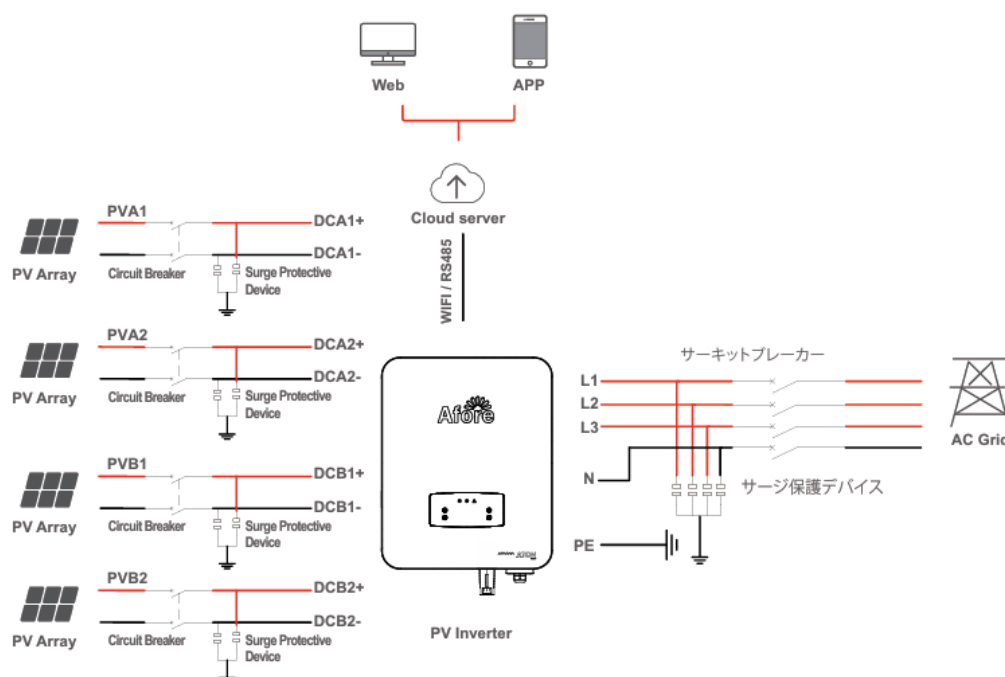 Web
APP
Cloud server
WIFI / RS485
PVA1
DCA1+
DCA1-
PV Array
Circuit Breaker
Surge Protective
Device
PVA2
DCA2+
DCA2-
PV Array
Circuit Breaker
Surge Protective
Device
PVB1
DCB1+
DCB1-
PV Array
Circuit Breaker
Surge Protective
Device
PVB2
DCB2+
DCB2-
PV Array
Circuit Breaker
Surge Protective
Device
Afore
PV Inverter
サーキットブレーカー
L1
L2
L3
N
PE
サージ保護デバイス
AC Grid